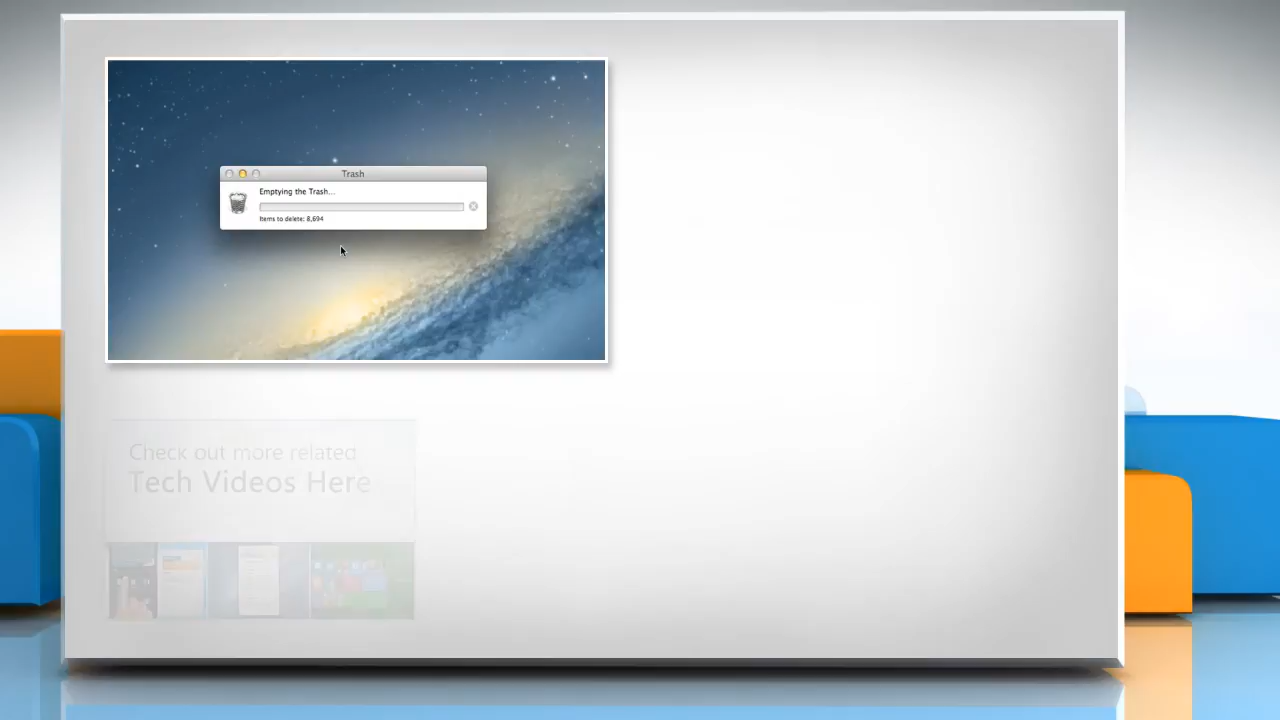 Trash
Emptying the Trash...
Items to delete: 8,694
Check out more related
Tech Videos Here